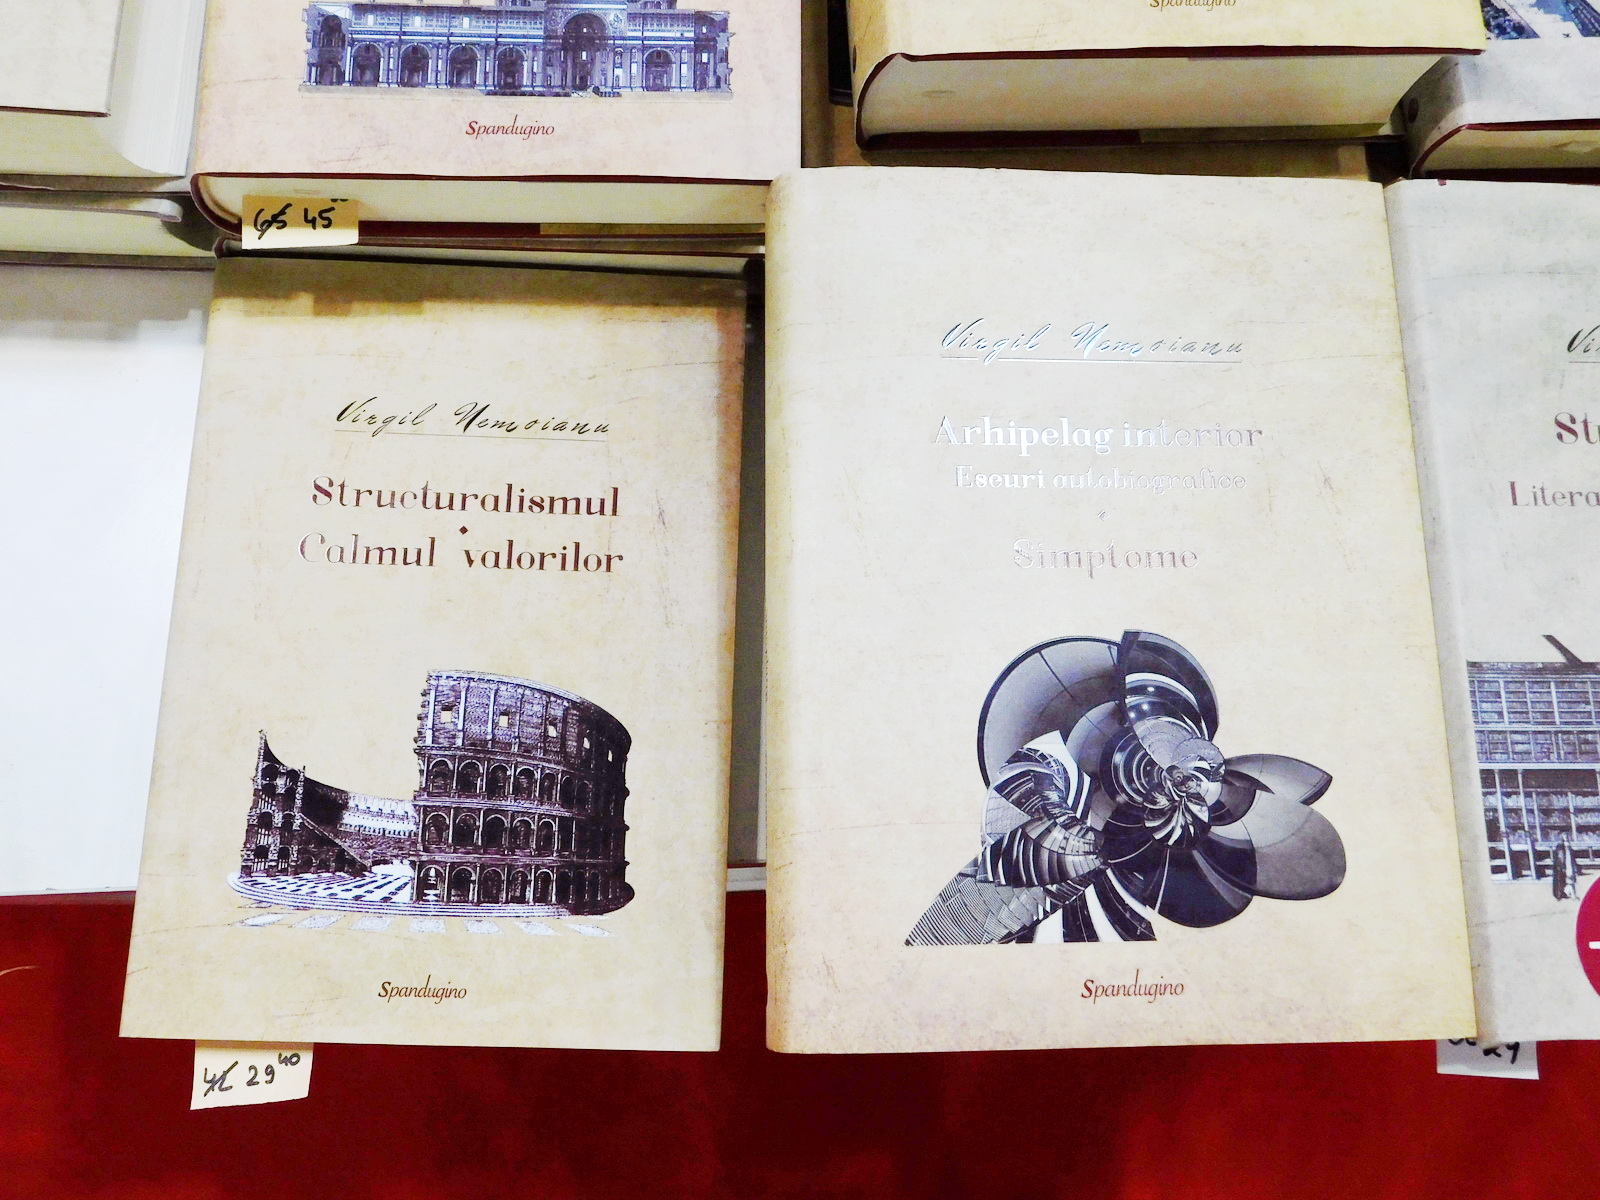 Spandugino
Spandugino
65 45
Virgil Nemoianu
Structuralismul
Calmul valorilor
Spandugino
29 40
Virgil Nemoianu
Arhipelag interior
Eseuri autobiografice
Simptome
Spandugino